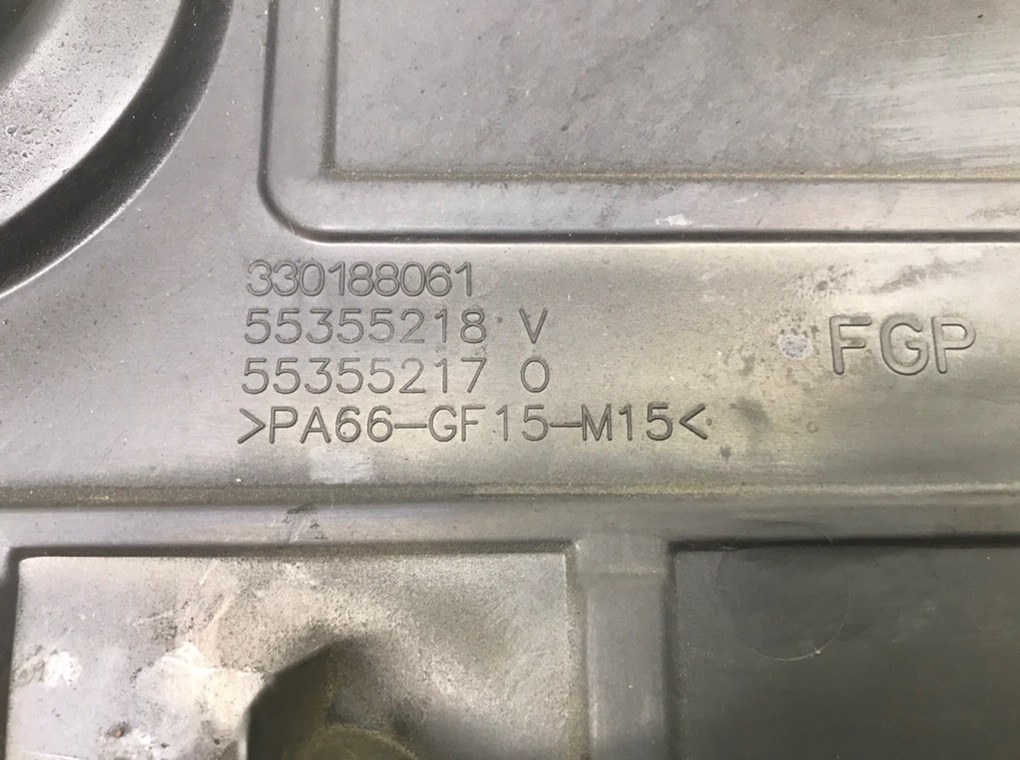 330188061
55355218 V
55355217 O
>PA66-GF15-M15<
FGP